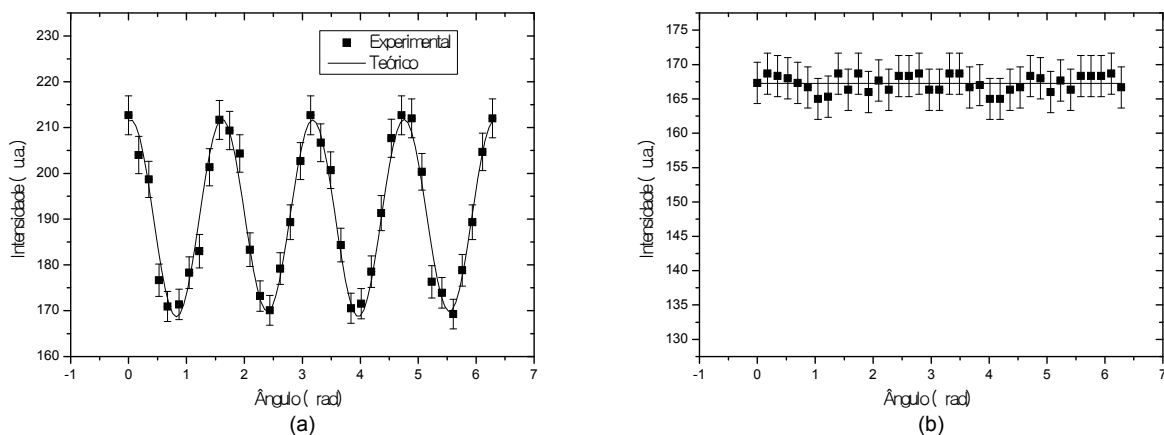 230
220
210
200
190
180
170
160
Intensidade ( u.a.)
Experimental
Teórico
-1 0 1 2 3 4 5 6 7
Ângulo ( rad)
(a)
175
170
165
160
155
150
145
140
135
130
Intensidade ( u.a.)
-1 0 1 2 3 4 5 6 7
Ângulo ( rad)
(b)